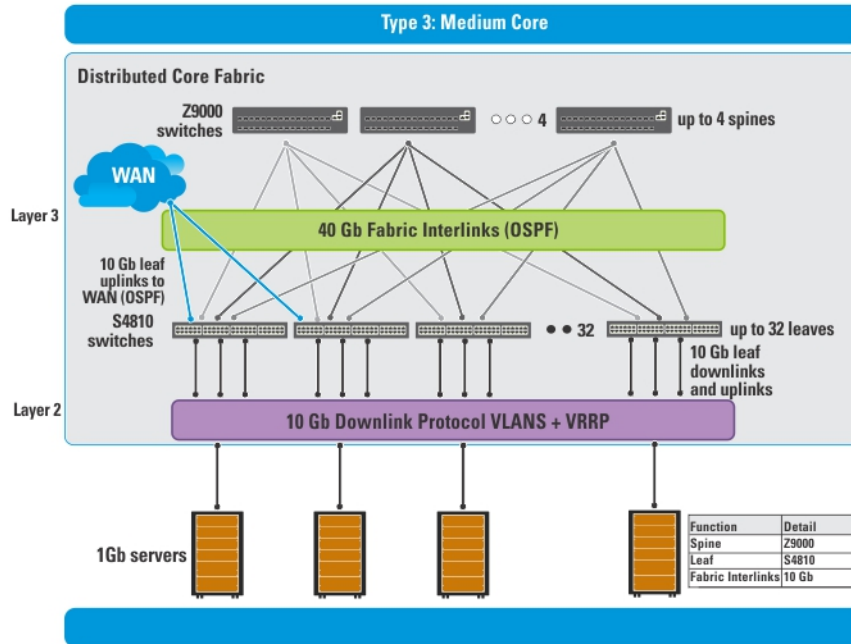 Type 3: Medium Core
Distributed Core Fabric
Z9000
switches
4
up to 4 spines
WAN
Layer 3
40 Gb Fabric Interlinks (OSPF)
10 Gb leaf
uplinks to
WAN (OSPF)
S4810
switches
32
up to 32 leaves
10 Gb leaf
downlinks
and uplinks
Layer 2
10 Gb Downlink Protocol VLANS + VRRP
1Gb servers
Function Detail
Spine Z9000
Leaf S4810
Fabric Interlinks 10 Gb